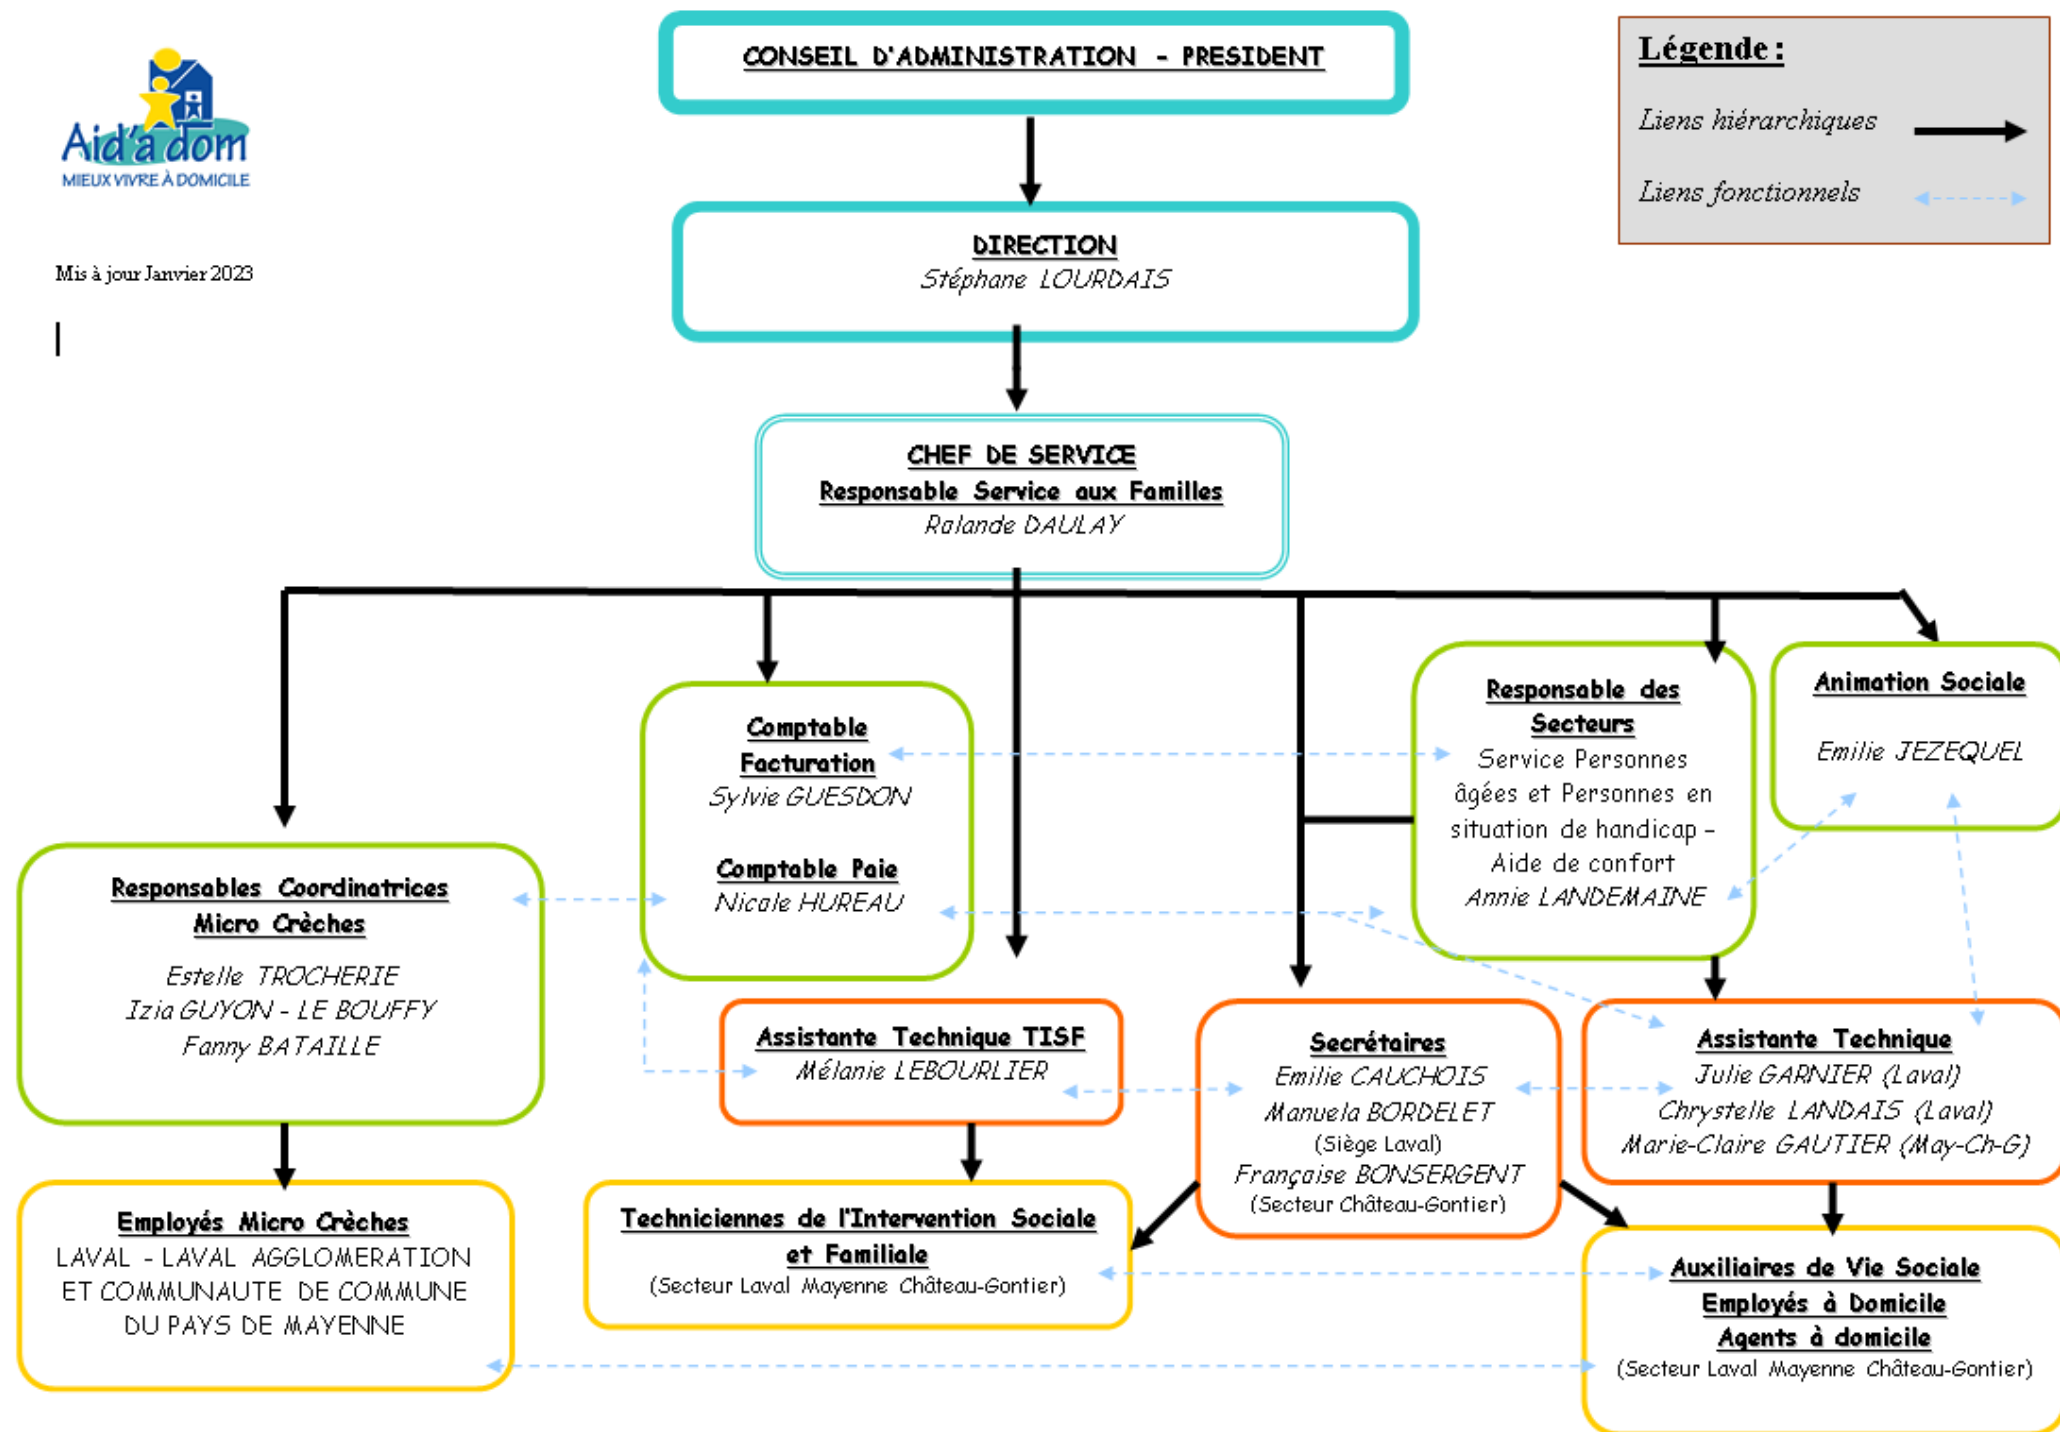 CONSEIL D'ADMINISTRATION - PRESIDENT
Légende :
Liens hiérarchiques
Liens fonctionnels
Aid'a dom
MIEUX VIVRE À DOMICILE
Mis à jour Janvier 2023
DIRECTION
Stéphane LOURDAIS
CHEF DE SERVICE
Responsable Service aux Familles
Rolande DAULAY
Responsables Coordinatrices
Micro Crèches
Estelle TROCHERIE
Izia GUYON - LE BOUFFY
Fanny BATAILLE
Comptable
Facturation
Sylvie GUESDON
Comptable Paie
Nicole HUREAU
Responsable des
Secteurs
Service Personnes
âgées et Personnes en
situation de handicap –
Aide de confort
Annie LANDEMAINE
Animation Sociale
Emilie JEZEQUEL
Assistante Technique TISF
Mélanie LEBOURLIER
Secrétaires
Emilie CAUCHOIS
Manuela BORDELET
(Siège Laval)
Françoise BONSERGENT
(Secteur Château-Gontier)
Assistante Technique
Julie GARNIER (Laval)
Chrystelle LANDAIS (Laval)
Marie-Claire GAUTIER (May-Ch-G)
Employés Micro Crèches
LAVAL - LAVAL AGGLOMERATION
ET COMMUNAUTE DE COMMUNE
DU PAYS DE MAYENNE
Techniciennes de l'Intervention Sociale
et Familiale
(Secteur Laval Mayenne Château-Gontier)
Auxiliaires de Vie Sociale
Employés à Domicile
Agents à domicile
(Secteur Laval Mayenne Château-Gontier)